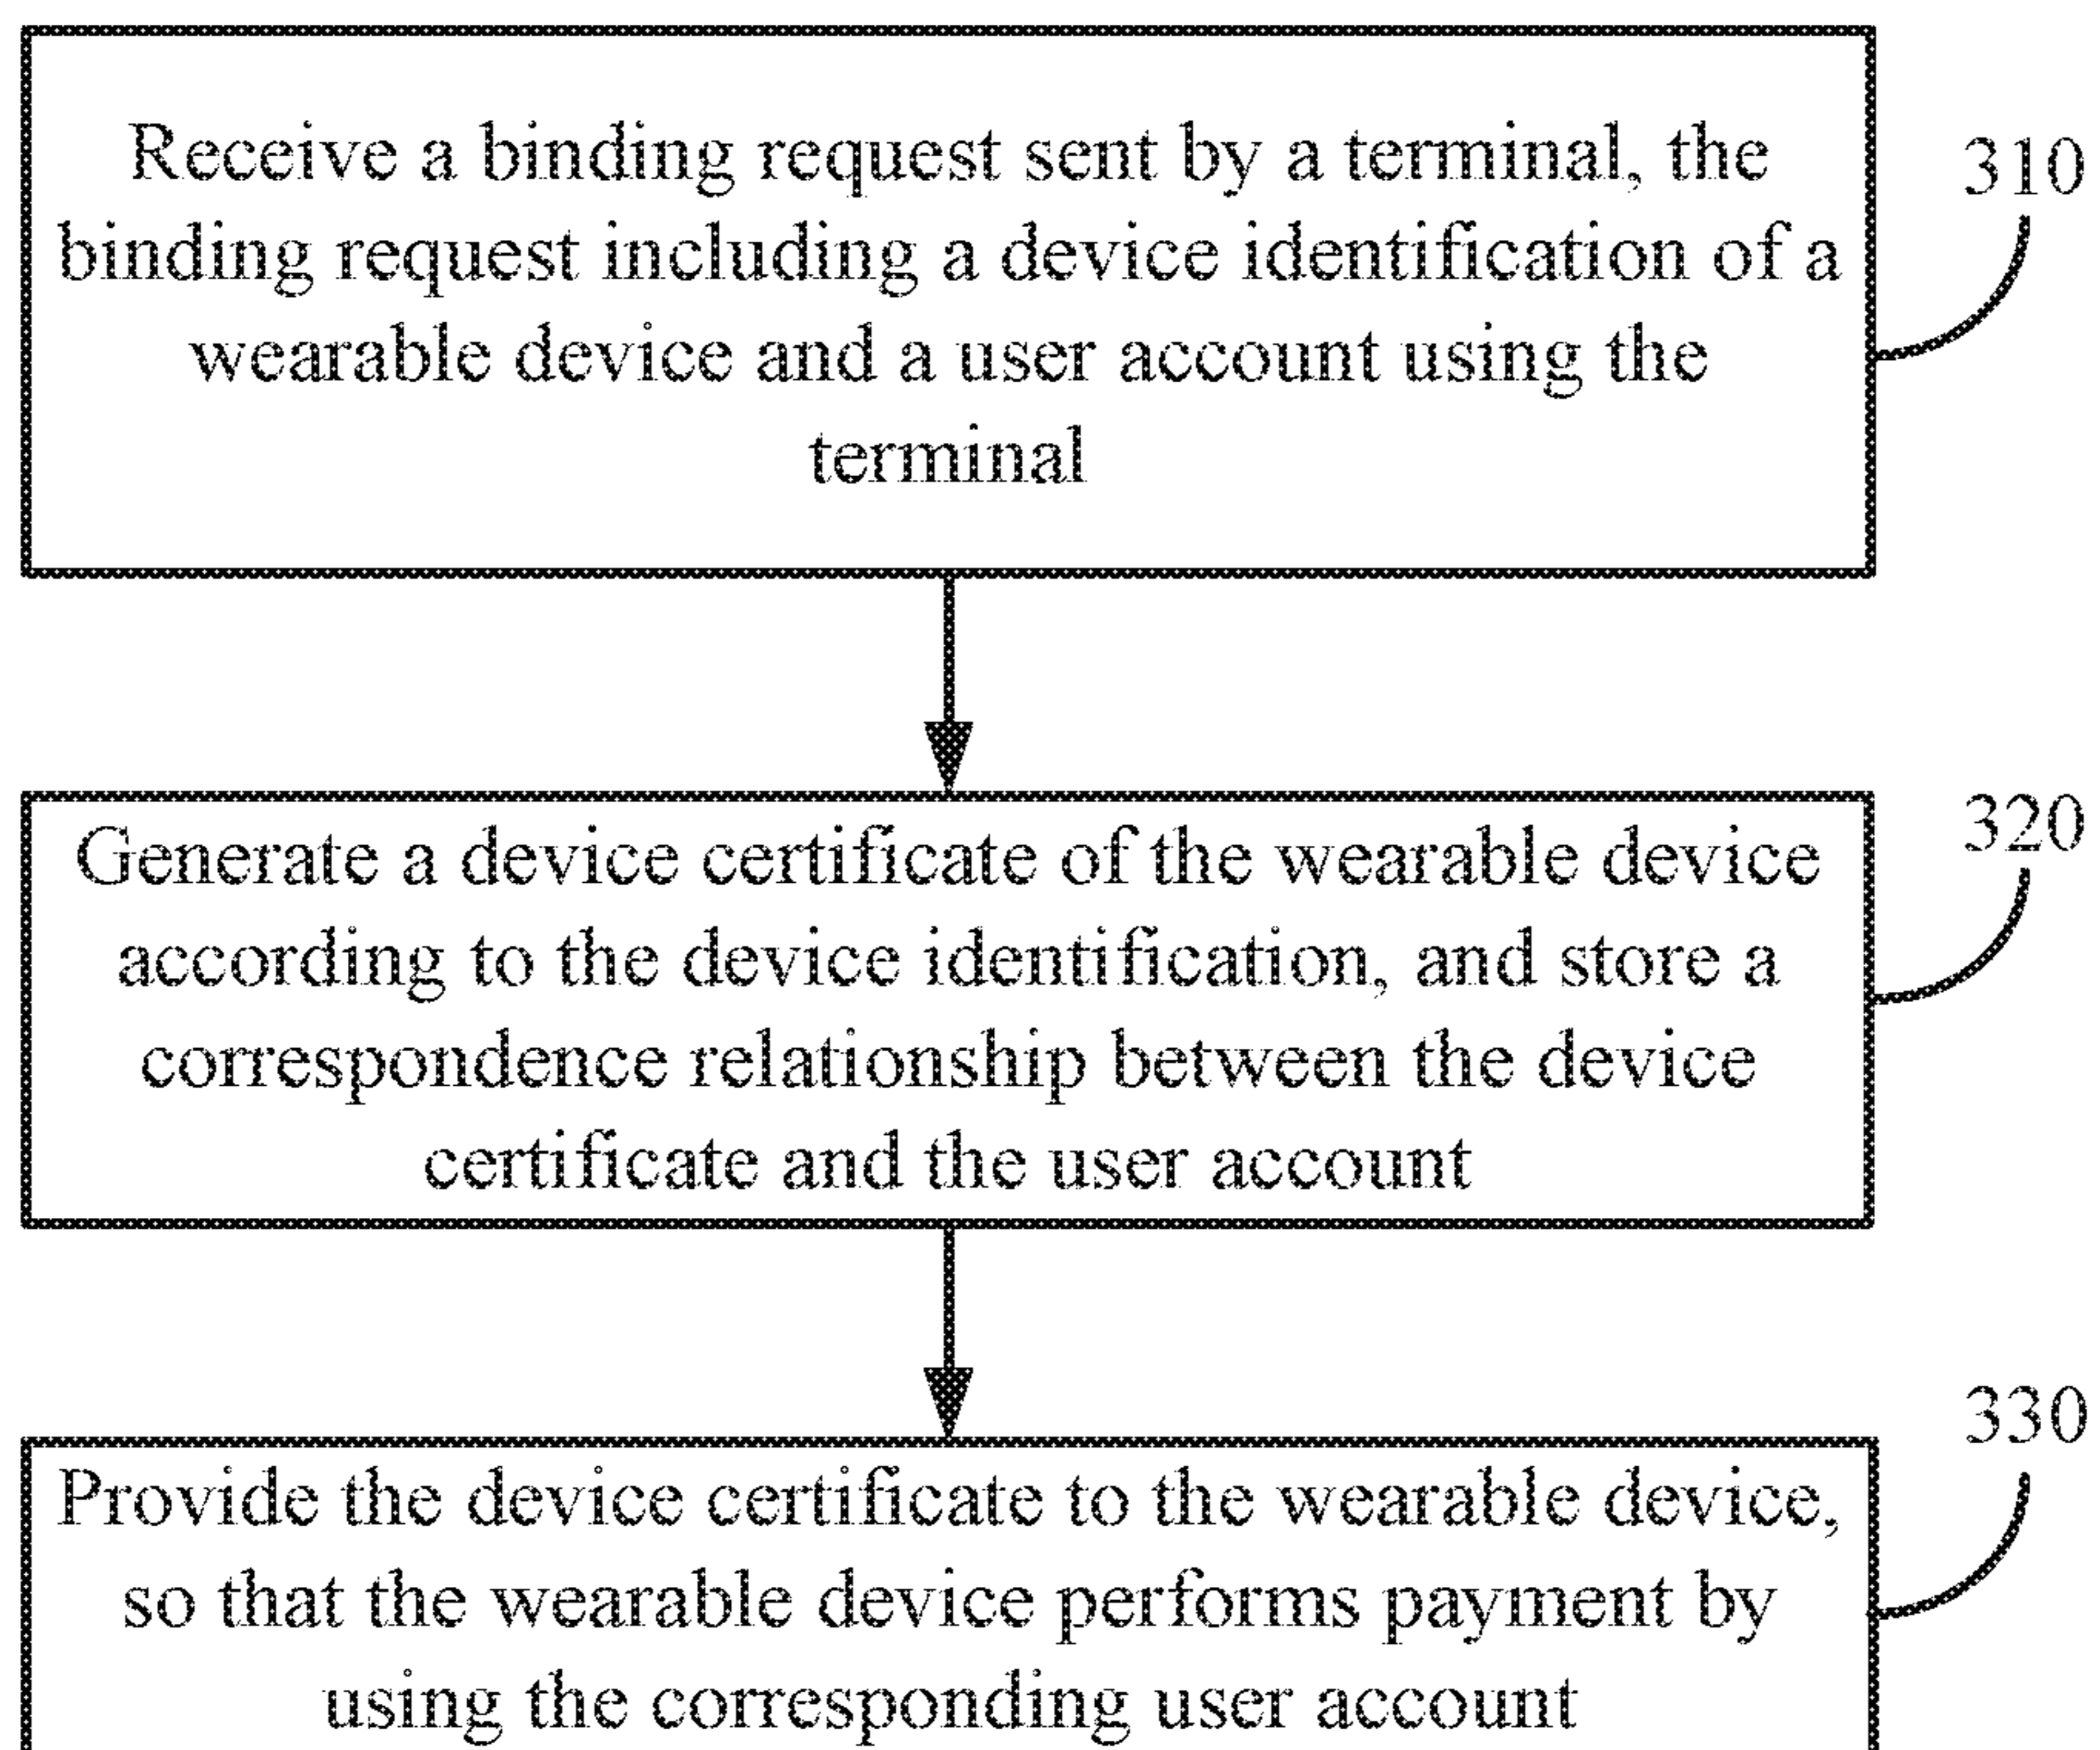 Receive a binding request sent by a terminal, the
binding request including a device identification of a
wearable device and a user account using the
terminal
310
Generate a device certificate of the wearable device
according to the device identification, and store a
correspondence relationship between the device
certificate and the user account
320
Provide the device certificate to the wearable device,
so that the wearable device performs payment by
using the corresponding user account
330